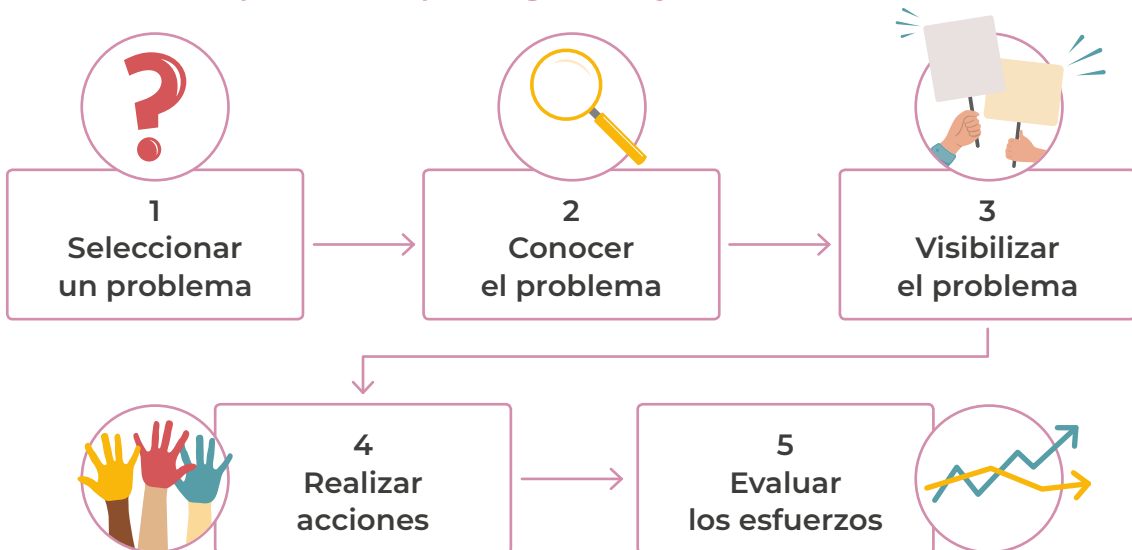 1
Seleccionar
un problema
2
Conocer
el problema
3
Visibilizar
el problema
4
Realizar
acciones
5
Evaluar
los esfuerzos